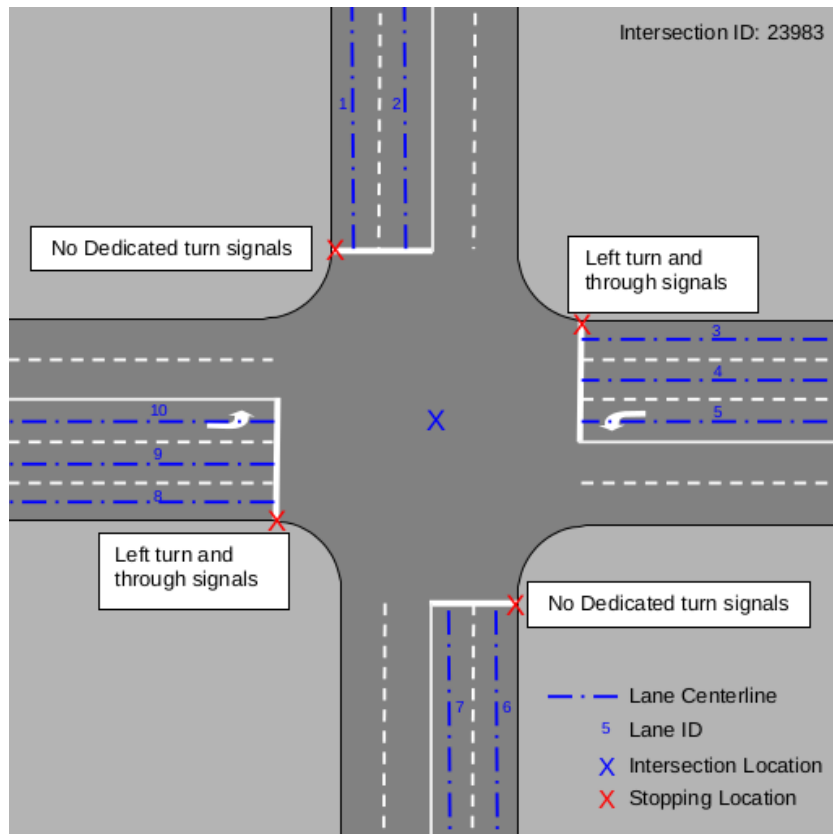 Intersection ID: 23983
1
2
No Dedicated turn signals
Left turn and
through signals
3
4
5
10
9
8
Left turn and
through signals
No Dedicated turn signals
7
6
Lane Centerline
5 Lane ID
X Intersection Location
X Stopping Location